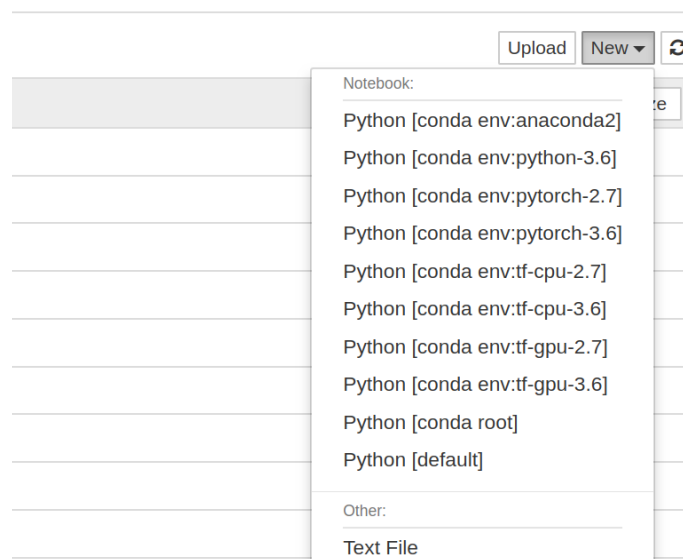 Upload New
Notebook:
ze
Python [conda env:anaconda2]
Python [conda env:python-3.6]
Python [conda env:pytorch-2.7]
Python [conda env:pytorch-3.6]
Python [conda env:tf-cpu-2.7]
Python [conda env:tf-cpu-3.6]
Python [conda env:tf-gpu-2.7]
Python [conda env:tf-gpu-3.6]
Python [conda root]
Python [default]
Other:
Text File